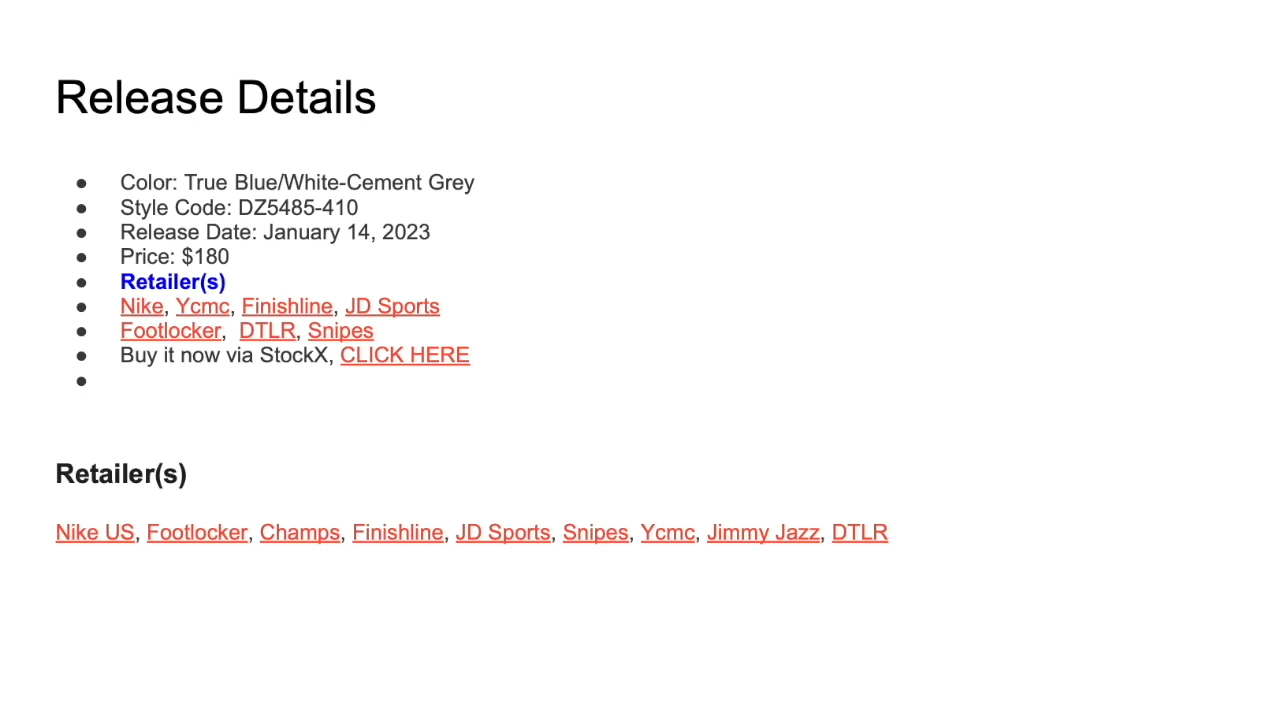 Release Details
● Color: True Blue/White-Cement Grey
● Style Code: DZ5485-410
● Release Date: January 14, 2023
● Price: $180
● Retailer(s)
● Nike, Ycmc, Finishline, JD Sports
● Footlocker,  DTLR, Snipes
● Buy it now via StockX, CLICK HERE
●
Retailer(s)
Nike US, Footlocker, Champs, Finishline, JD Sports, Snipes, Ycmc, Jimmy Jazz, DTLR